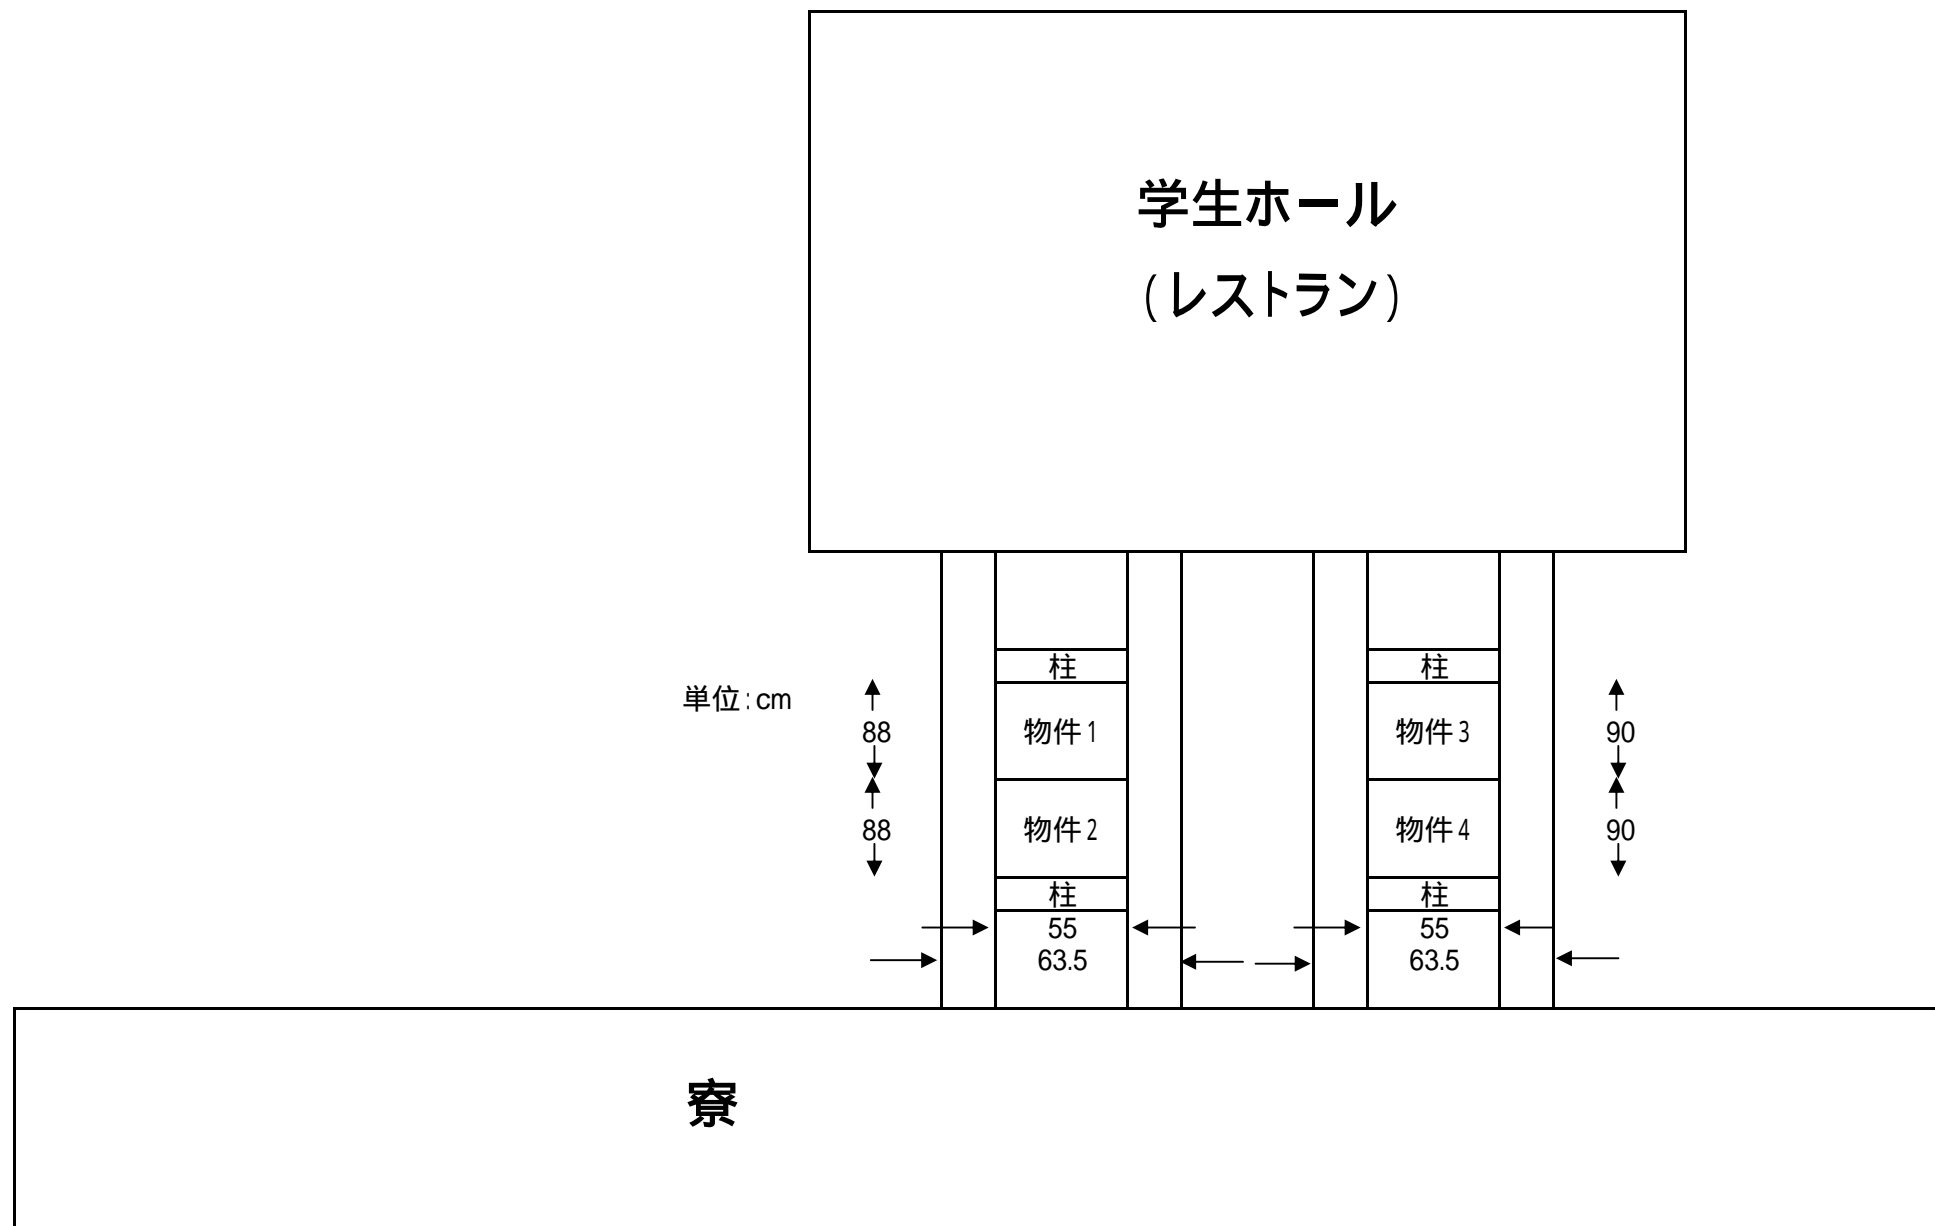 学生ホール
(レストラン)
柱 柱
単位:cm
88 物件1 物件3 90
88 物件2 物件4 90
柱 柱
55 55
63.5 63.5
寮